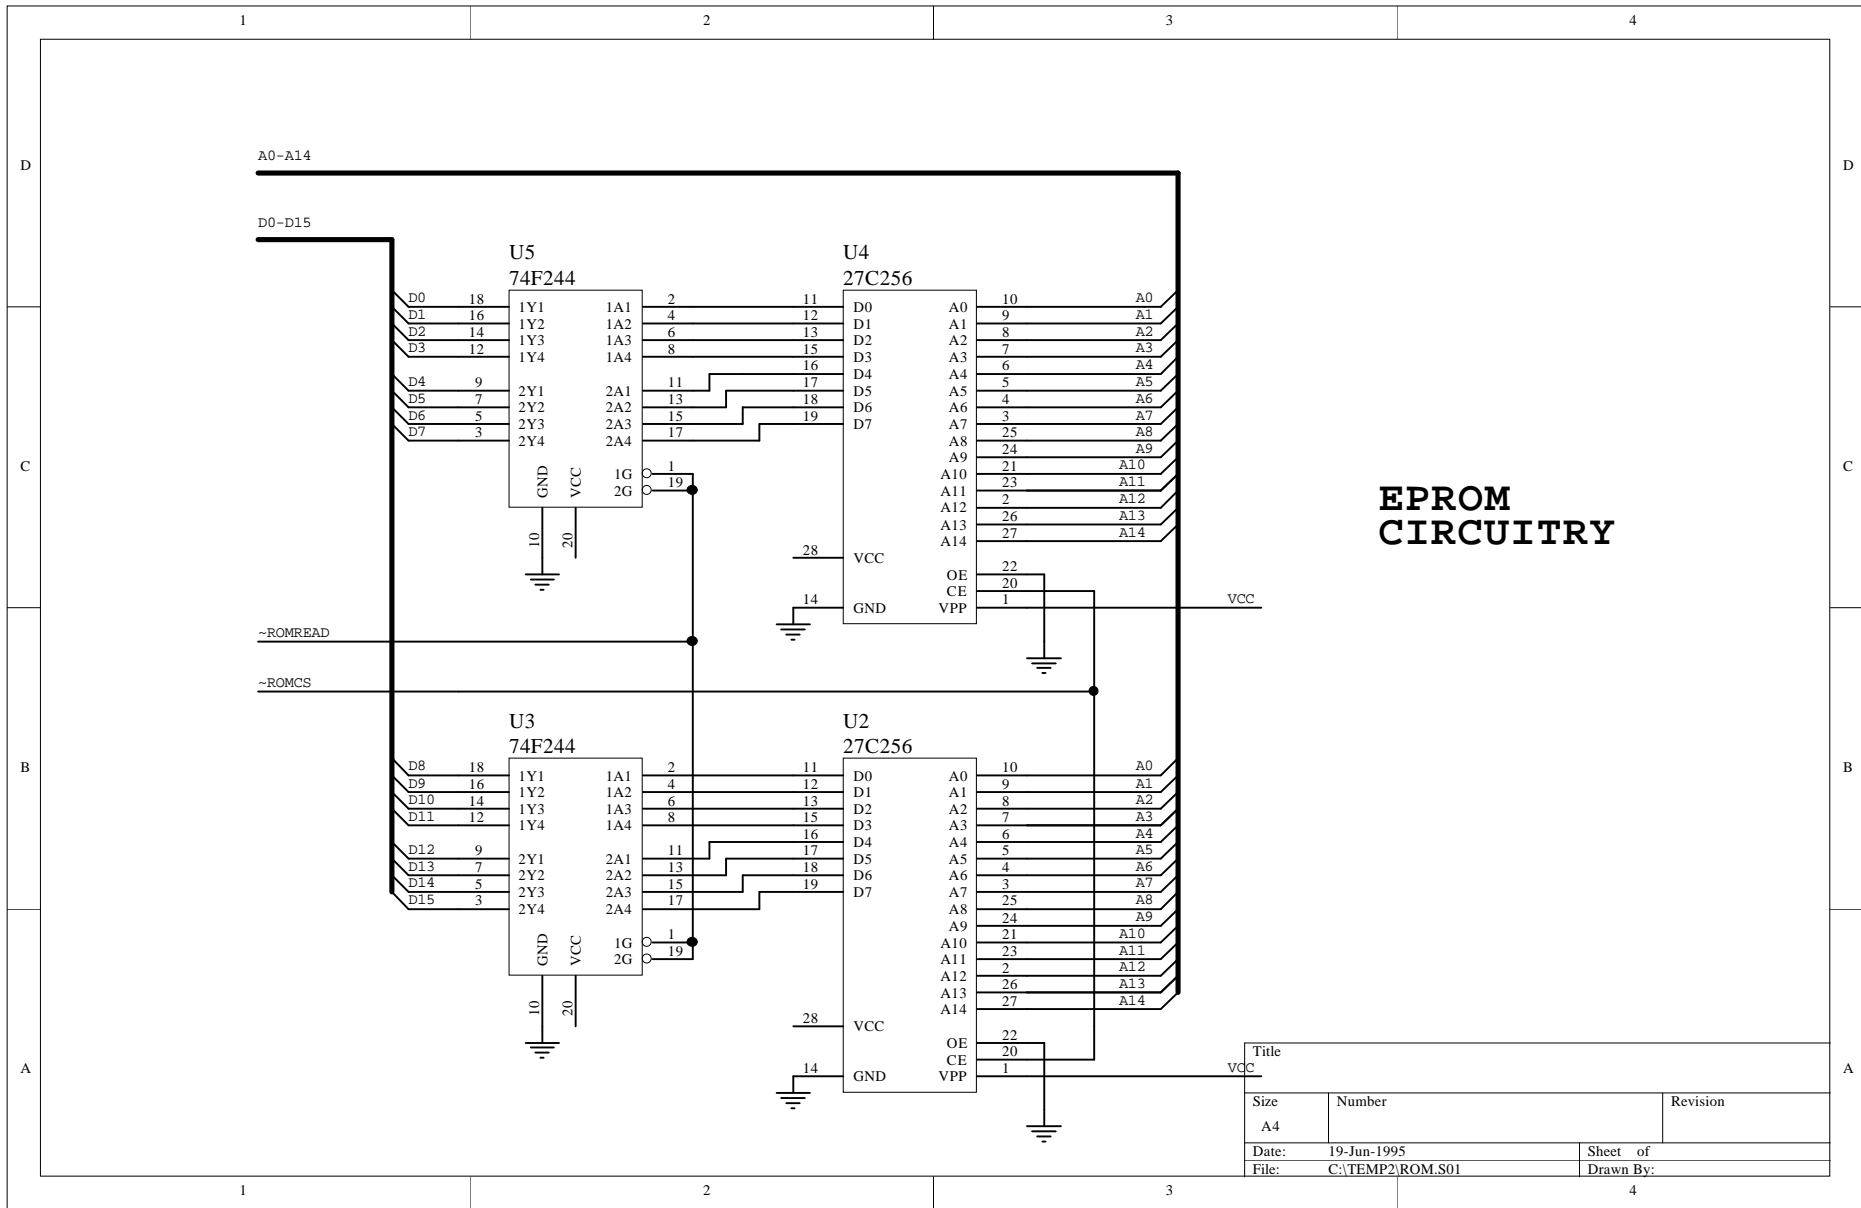 1 2 3 4
D D
A0-A14
D0-D15
U5
74F244
U4
27C256
D0 18 1Y1 1A1 2 11 D0 A0 10 A0
D1 16 1Y2 1A2 4 12 D1 A1 9 A1
D2 14 1Y3 1A3 6 13 D2 A2 8 A2
D3 12 1Y4 1A4 8 15 D3 A3 7 A3
16 D4 A4 6 A4
D4 9 2Y1 2A1 11 17 D5 A5 5 A5
D5 7 2Y2 2A2 13 18 D6 A6 4 A6
D6 5 2Y3 2A3 15 19 D7 A7 3 A7
D7 3 2Y4 2A4 17 A8 25 A8
A9 24 A9
C GND VCC 1G 1 A10 21 A10 C
2G 19 A11 23 A11
A12 2 A12
10 20 A13 26 A13
A14 27 A14
EPROM
CIRCUITRY
28 VCC
OE 22
CE 20
14 GND VPP 1 VCC
~ROMREAD
~ROMCS
U3
74F244
U2
27C256
B B
D8 18 1Y1 1A1 2 11 D0 A0 10 A0
D9 16 1Y2 1A2 4 12 D1 A1 9 A1
D10 14 1Y3 1A3 6 13 D2 A2 8 A2
D11 12 1Y4 1A4 8 15 D3 A3 7 A3
16 D4 A4 6 A4
D12 9 2Y1 2A1 11 17 D5 A5 5 A5
D13 7 2Y2 2A2 13 18 D6 A6 4 A6
D14 5 2Y3 2A3 15 19 D7 A7 3 A7
D15 3 2Y4 2A4 17 A8 25 A8
A9 24 A9
GND VCC 1G 1 A10 21 A10
2G 19 A11 23 A11
A12 2 A12
10 20 A13 26 A13
A14 27 A14
28 VCC
OE 22
CE 20
A 14 GND VPP 1 VCC A
Title
Size Number Revision
A4
Date: 19-Jun-1995 Sheet of
File: C:\TEMP2\ROM.S01 Drawn By:
1 2 3 4